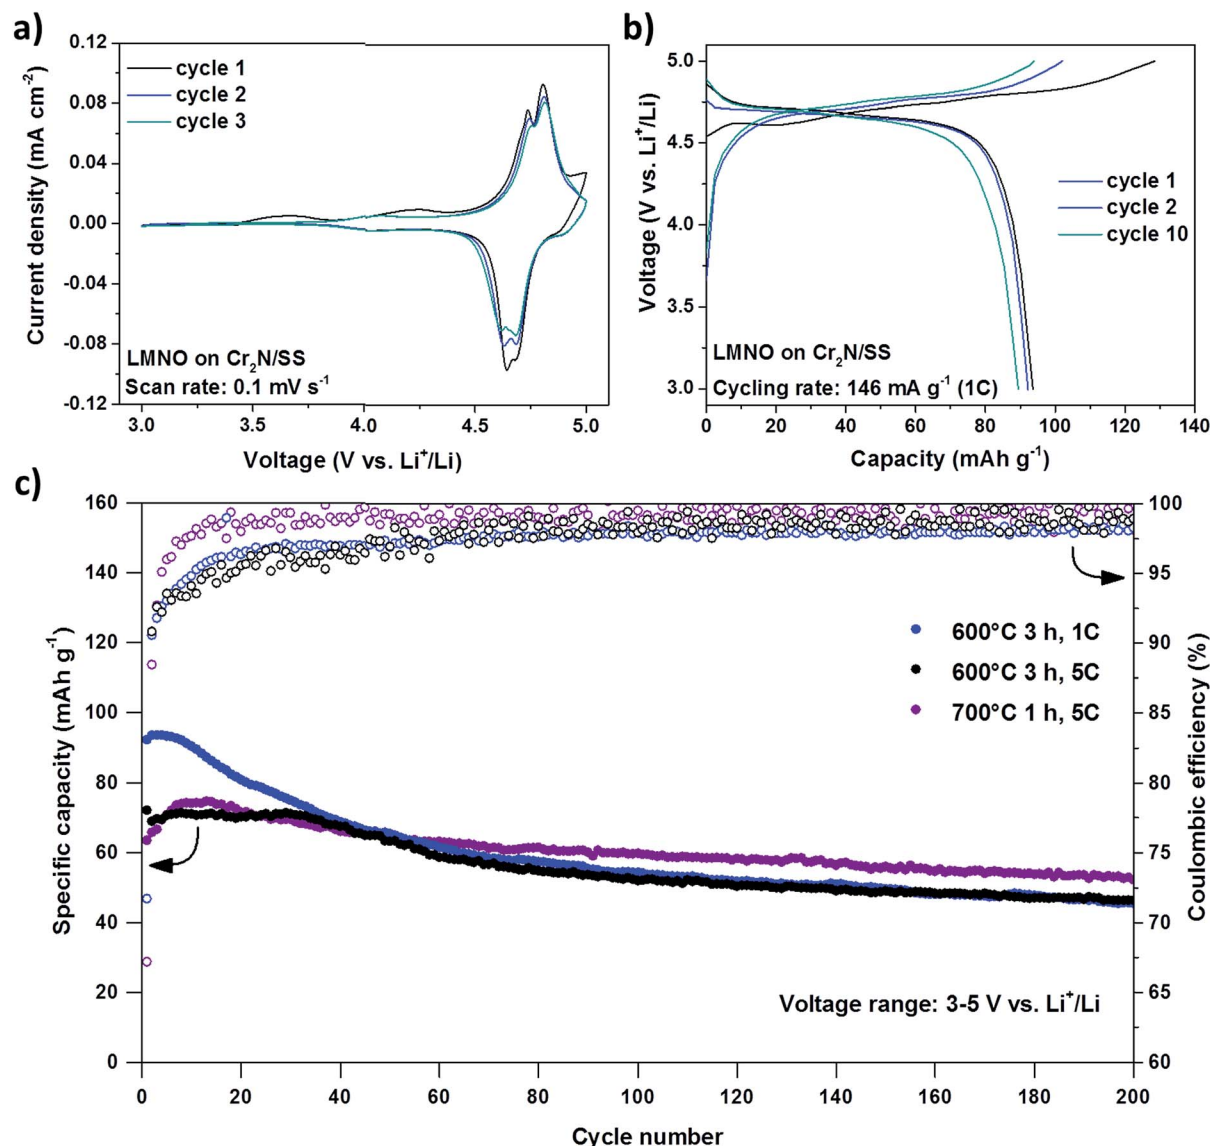 a)
0.12
0.08
0.04
0.00
-0.04
-0.08
-0.12
Current density (mA cm⁻²)
cycle 1
cycle 2
cycle 3
LMNO on Cr₂N/SS
Scan rate: 0.1 mV s⁻¹
3.0 3.5 4.0 4.5 5.0
Voltage (V vs. Li⁺/Li)
b)
5.0
4.5
4.0
3.5
3.0
Voltage (V vs. Li⁺/Li)
cycle 1
cycle 2
cycle 10
LMNO on Cr₂N/SS
Cycling rate: 146 mA g⁻¹ (1C)
0 20 40 60 80 100 120 140
Capacity (mAh g⁻¹)
c)
160
140
120
100
80
60
40
20
0
Specific capacity (mAh g⁻¹)
600°C 3 h, 1C
600°C 3 h, 5C
700°C 1 h, 5C
Voltage range: 3-5 V vs. Li⁺/Li
100
95
90
85
80
75
70
65
60
Coulombic efficiency (%)
0 20 40 60 80 100 120 140 160 180 200
Cycle number